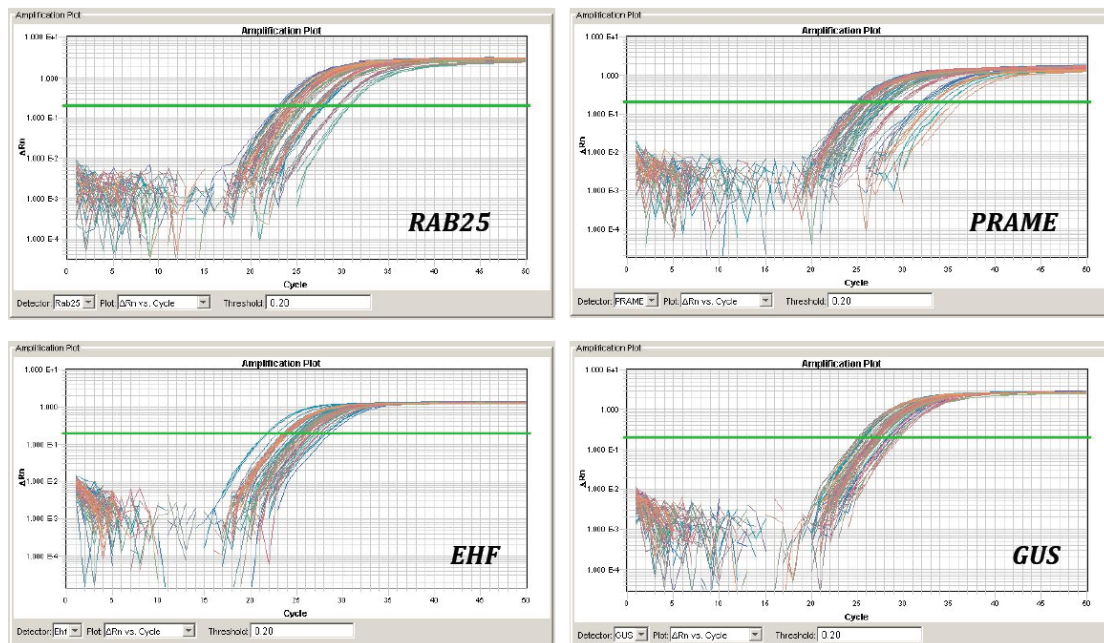 Amplification Plot
Amplification Plot
1.000 E+1
1.000
1.000 E-1
1.000 E-2
1.000 E-3
1.000 E-4
ΔRn
0 5 10 15 20 25 30 35 40 45 50
Cycle
RAB25
Detector: Rab25 Plot: ΔRn vs. Cycle Threshold: 0.20
Amplification Plot
Amplification Plot
1.000 E+1
1.000
1.000 E-1
1.000 E-2
1.000 E-3
1.000 E-4
ΔRn
0 5 10 15 20 25 30 35 40 45 50
Cycle
PRAME
Detector: PRAME Plot: ΔRn vs. Cycle Threshold: 0.20
Amplification Plot
Amplification Plot
1.000 E+1
1.000
1.000 E-1
1.000 E-2
1.000 E-3
1.000 E-4
ΔRn
0 5 10 15 20 25 30 35 40 45 50
Cycle
EHF
Detector: Ehf Plot: ΔRn vs. Cycle Threshold: 0.20
Amplification Plot
Amplification Plot
1.000 E+1
1.000
1.000 E-1
1.000 E-2
1.000 E-3
1.000 E-4
ΔRn
0 5 10 15 20 25 30 35 40 45 50
Cycle
GUS
Detector: GUS Plot: ΔRn vs. Cycle Threshold: 0.20